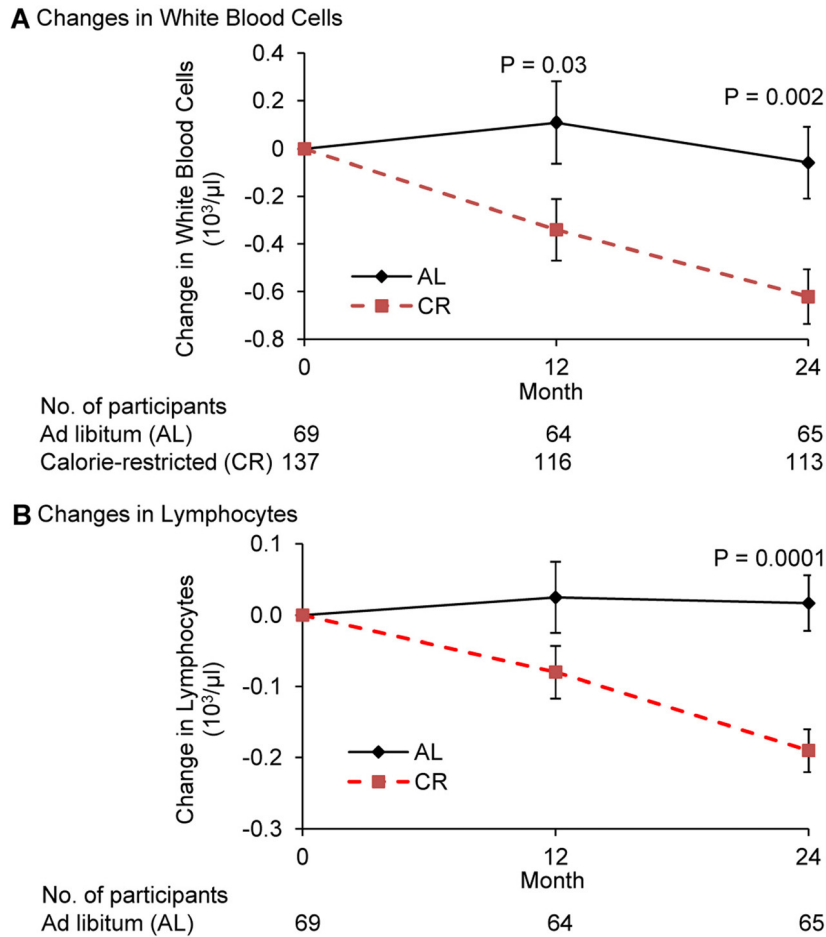 A Changes in White Blood Cells
0.4
0.2
0
-0.2
-0.4
-0.6
-0.8
Change in White Blood Cells
(10³/µl)
P = 0.03
P = 0.002
AL
CR
0 12 24
Month
No. of participants
Ad libitum (AL) 69 64 65
Calorie-restricted (CR) 137 116 113
B Changes in Lymphocytes
0.1
0.0
-0.1
-0.2
-0.3
Change in Lymphocytes
(10³/µl)
P = 0.0001
AL
CR
0 12 24
Month
No. of participants
Ad libitum (AL) 69 64 65